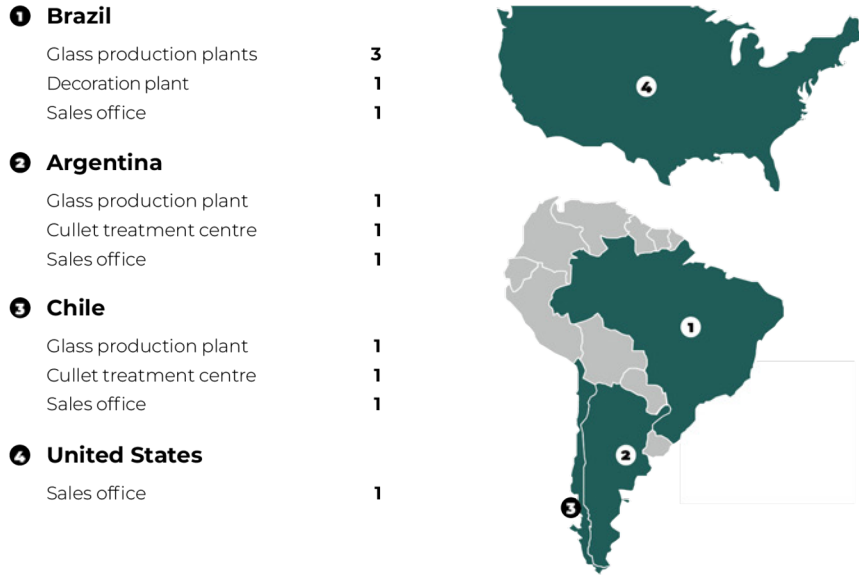 1 Brazil
Glass production plants 3
Decoration plant 1
Sales office 1
2 Argentina
Glass production plant 1
Cullet treatment centre 1
Sales office 1
3 Chile
Glass production plant 1
Cullet treatment centre 1
Sales office 1
4 United States
Sales office 1
4
1
2
3